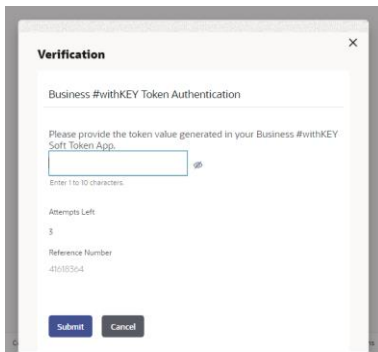 Verification
Business #withKEY Token Authentication
Please provide the token value generated in your Business #withKEY
Soft Token App.
Enter 1 to 10 characters.
Attempts Left
3
Reference Number
41618364
Submit
Cancel